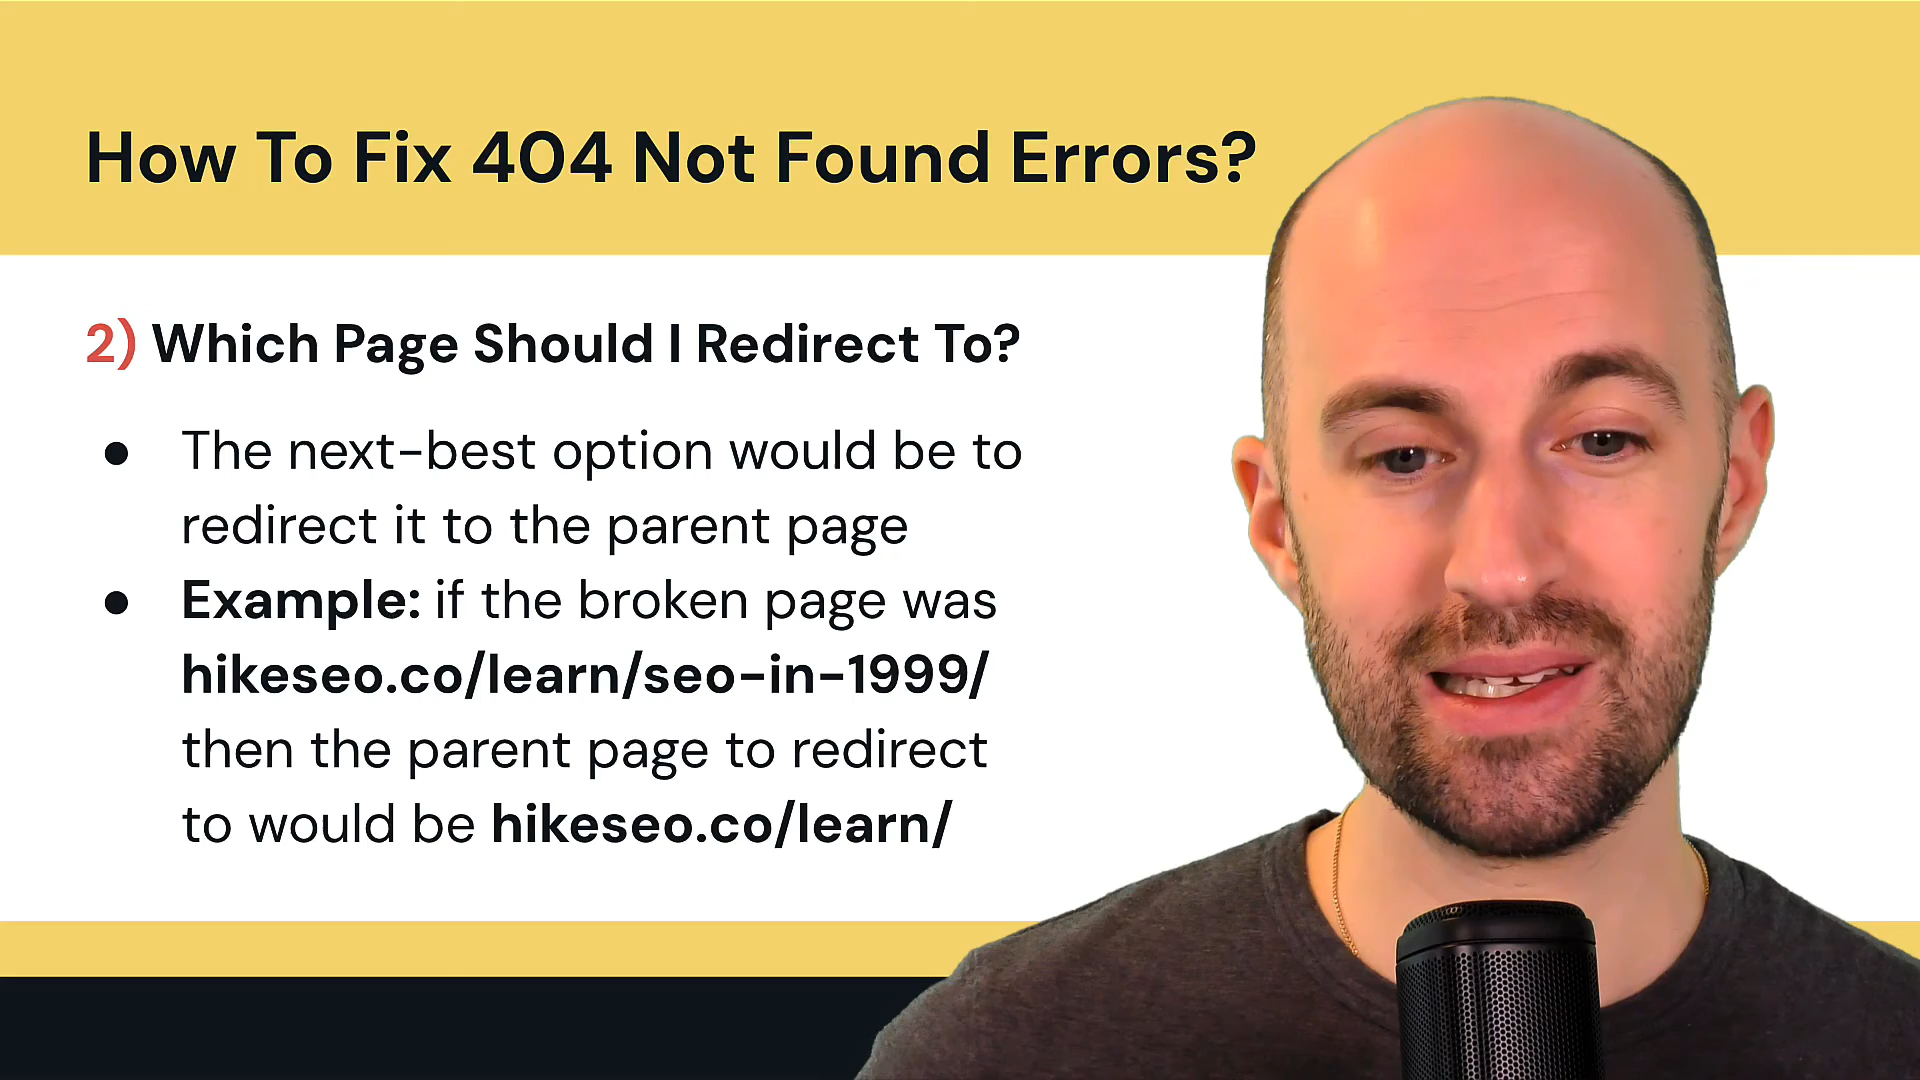 How To Fix 404 Not Found Errors?
2) Which Page Should I Redirect To?
● The next-best option would be to
redirect it to the parent page
● Example: if the broken page was
hikeseo.co/learn/seo-in-1999/
then the parent page to redirect
to would be hikeseo.co/learn/